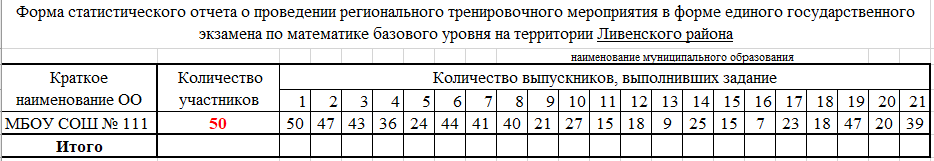 Форма статистического отчета о проведении регионального тренировочного мероприятия в форме единого государственного
экзамена по математике базового уровня на территории Ливенского района
наименование муниципального образования
Краткое наименование ОО Количество участников Количество выпускников, выполнивших задание
1 2 3 4 5 6 7 8 9 10 11 12 13 14 15 16 17 18 19 20 21
МБОУ СОШ № 111 50 50 47 43 36 24 44 41 40 21 27 15 18 9 25 15 7 23 18 47 20 39
Итого